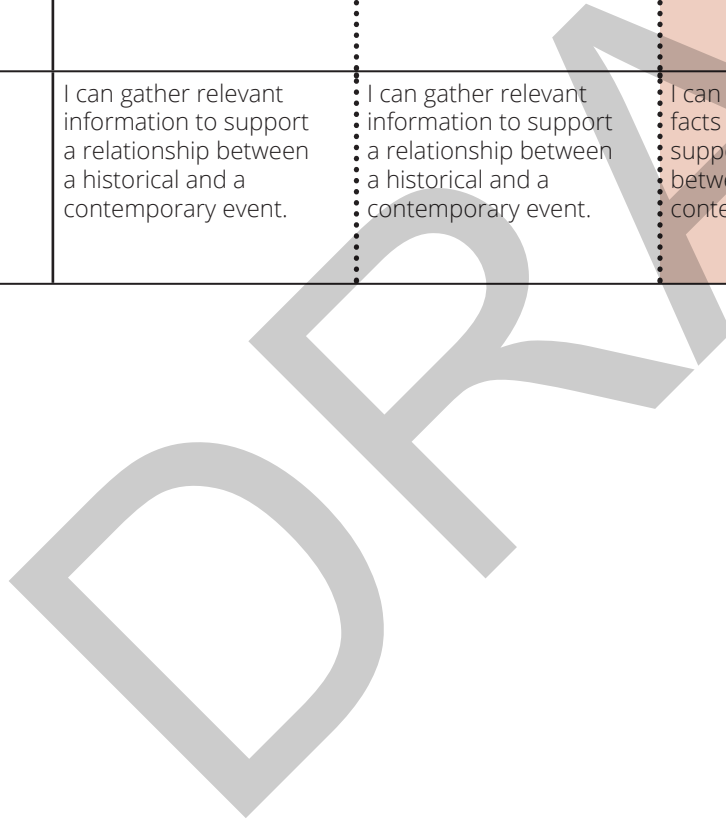 I can gather relevant
information to support
a relationship between
a historical and a
contemporary event.
I can gather relevant
information to support
a relationship between
a historical and a
contemporary event.
I can
facts
DRA